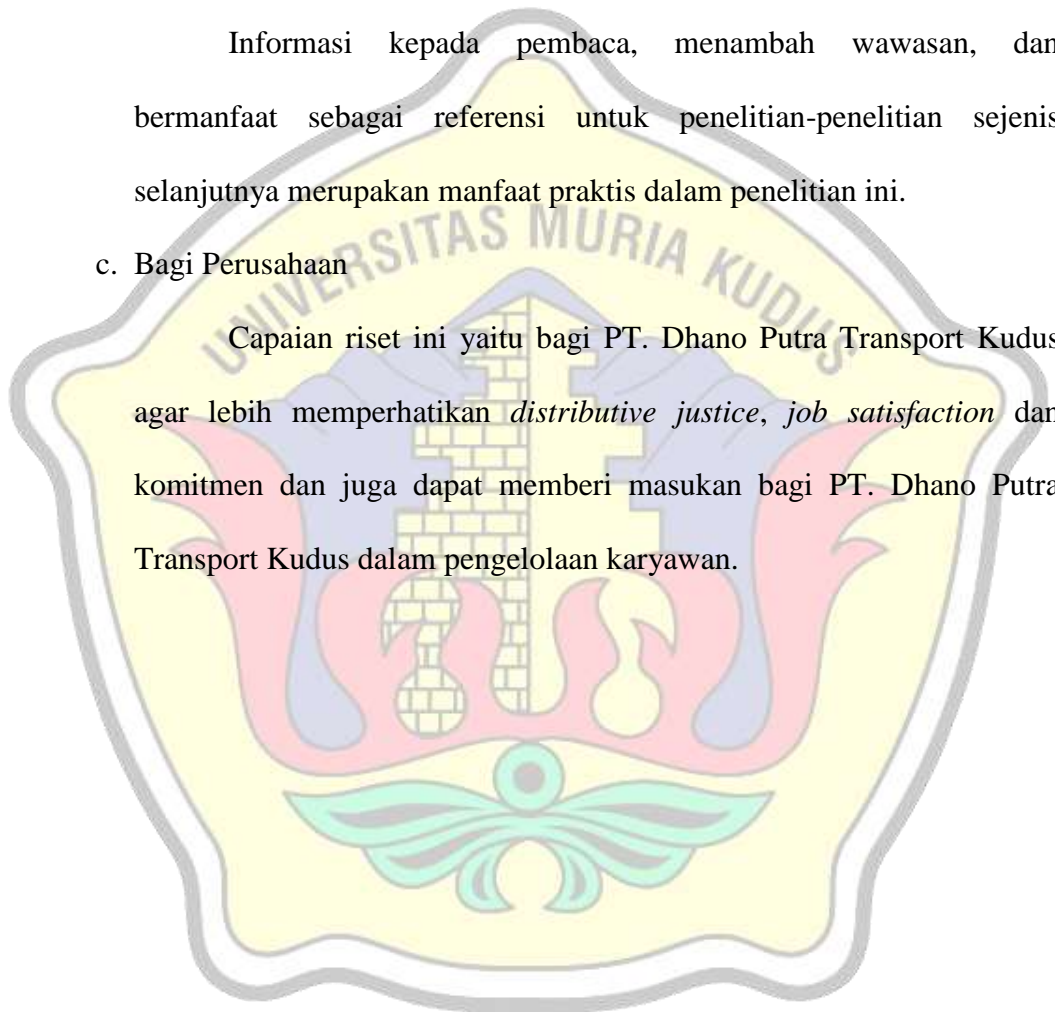 Informasi kepada pembaca, menambah wawasan, dan
bermanfaat sebagai referensi untuk penelitian-penelitian sejenis
selanjutnya merupakan manfaat praktis dalam penelitian ini.
UNIVERSITAS MURIA KUDUS
c. Bagi Perusahaan
Capaian riset ini yaitu bagi PT. Dhano Putra Transport Kudus
agar lebih memperhatikan distributive justice, job satisfaction dan
komitmen dan juga dapat memberi masukan bagi PT. Dhano Putra
Transport Kudus dalam pengelolaan karyawan.